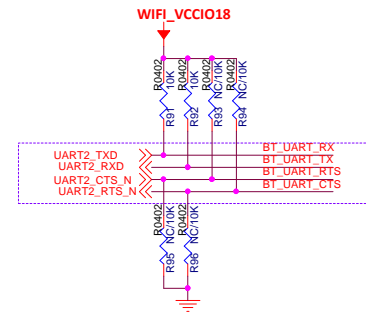 WIFI_VCCIO18
R0402
R0402
R0402
R0402
10K
10K
NC/10K
NC/10K
R91
R92
R93
R94
UART2_TXD
BT_UART_RX
UART2_RXD
BT_UART_TX
UART2_CTS_N
BT_UART_RTS
UART2_RTS_N
BT_UART_CTS
R0402
R0402
NC/10K
NC/10K
R95
R96